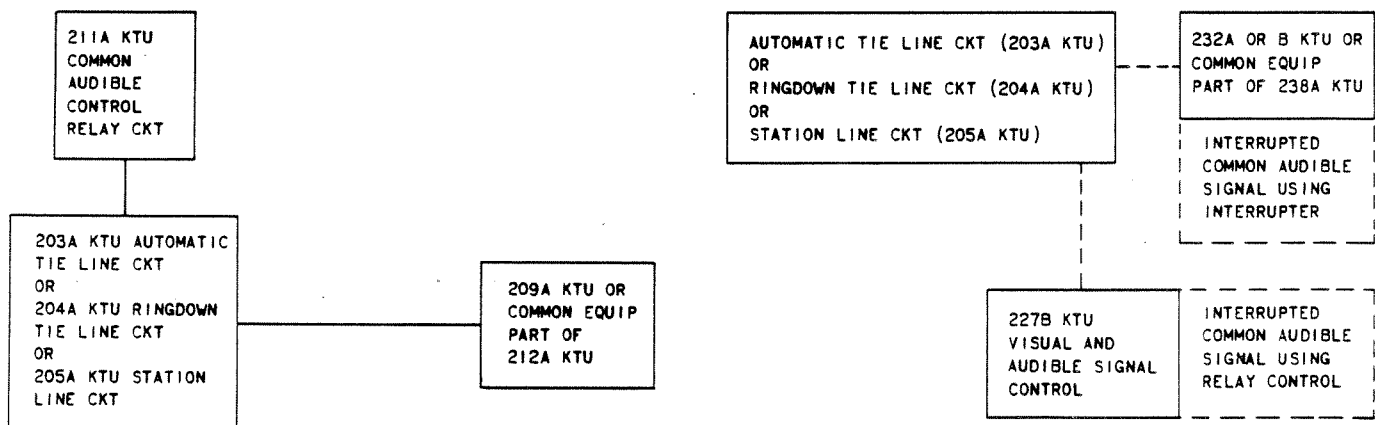 211A KTU
COMMON
AUDIBLE
CONTROL
RELAY CKT
203A KTU AUTOMATIC
TIE LINE CKT
OR
204A KTU RINGDOWN
TIE LINE CKT
OR
205A KTU STATION
LINE CKT
209A KTU OR
COMMON EQUIP
PART OF
212A KTU
AUTOMATIC TIE LINE CKT (203A KTU)
OR
RINGDOWN TIE LINE CKT (204A KTU)
OR
STATION LINE CKT (205A KTU)
232A OR B KTU OR
COMMON EQUIP
PART OF 238A KTU
INTERRUPTED
COMMON AUDIBLE
SIGNAL USING
INTERRUPTER
227B KTU
VISUAL AND
AUDIBLE SIGNAL
CONTROL
INTERRUPTED
COMMON AUDIBLE
SIGNAL USING
RELAY CONTROL